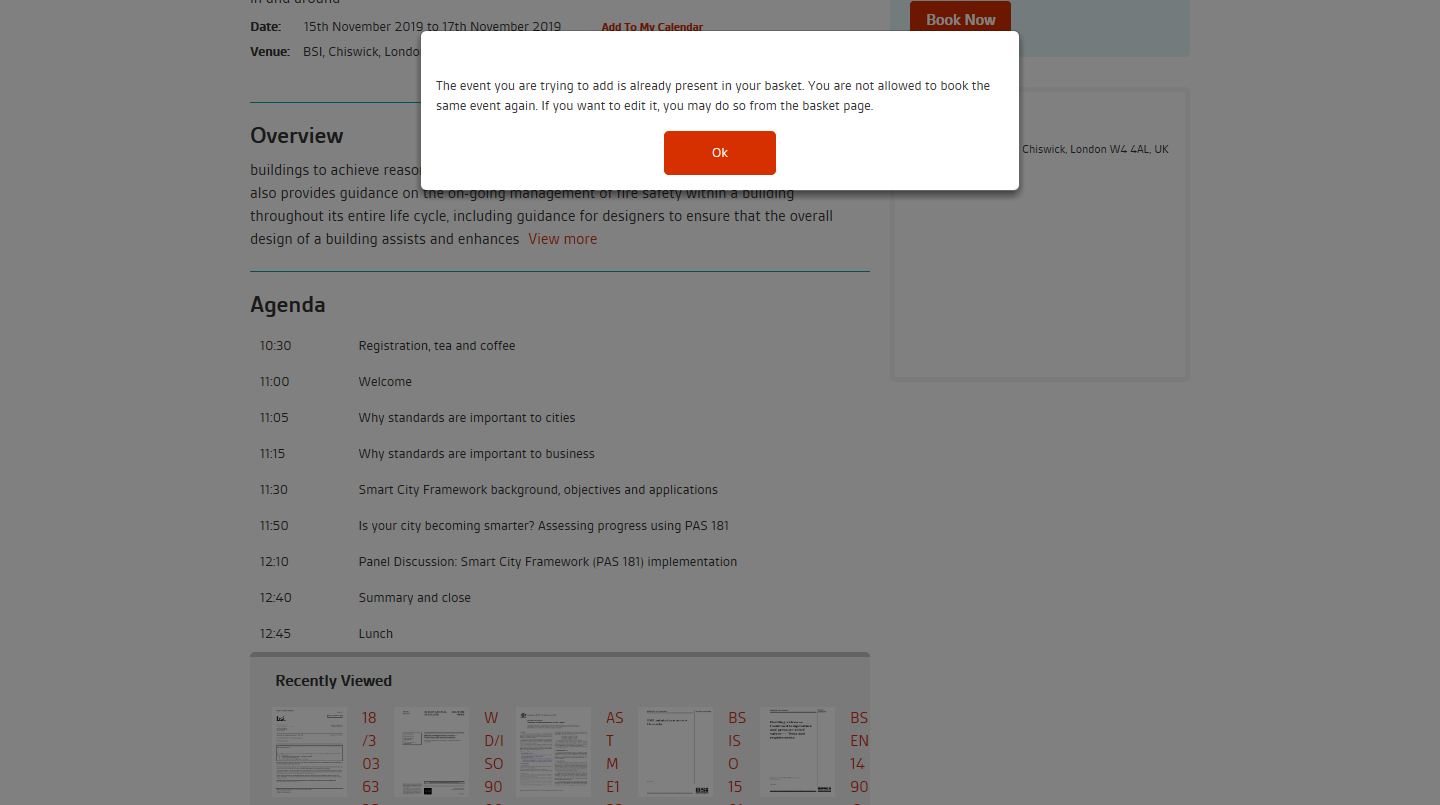 in and around
Date: 15th November 2019 to 17th November 2019 Add To My Calendar
Venue: BSI, Chiswick, Londo
Book Now
The event you are trying to add is already present in your basket. You are not allowed to book the
same event again. If you want to edit it, you may do so from the basket page.
Ok
Chiswick, London W4 4AL, UK
Overview
buildings to achieve reaso
also provides guidance on the on-going management of fire safety within a building
throughout its entire life cycle, including guidance for designers to ensure that the overall
design of a building assists and enhances View more
Agenda
10:30 Registration, tea and coffee
11:00 Welcome
11:05 Why standards are important to cities
11:15 Why standards are important to business
11:30 Smart City Framework background, objectives and applications
11:50 Is your city becoming smarter? Assessing progress using PAS 181
12:10 Panel Discussion: Smart City Framework (PAS 181) implementation
12:40 Summary and close
12:45 Lunch
Recently Viewed
bsi.
18
/3
03
63
W
D/I
SO
90
AS
T
M
E1
BS
IS
O
15
BS
EN
14
90